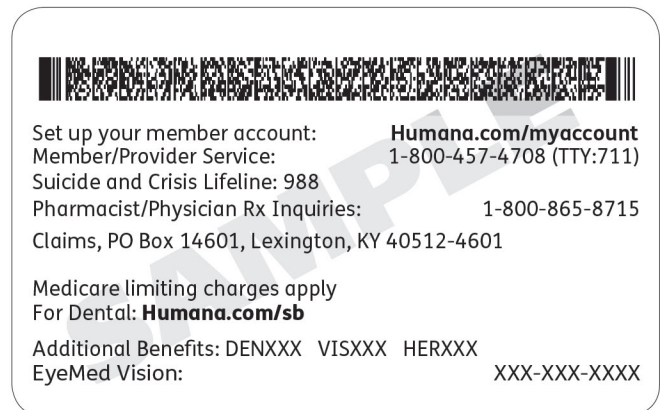 Set up your member account: Humana.com/myaccount
Member/Provider Service: 1-800-457-4708 (TTY:711)
Suicide and Crisis Lifeline: 988
Pharmacist/Physician Rx Inquiries: 1-800-865-8715
Claims, PO Box 14601, Lexington, KY 40512-4601
Medicare limiting charges apply
For Dental: Humana.com/sb
Additional Benefits: DENXXX VISXXX HERXXX
EyeMed Vision: XXX-XXX-XXXX
SAMPLE